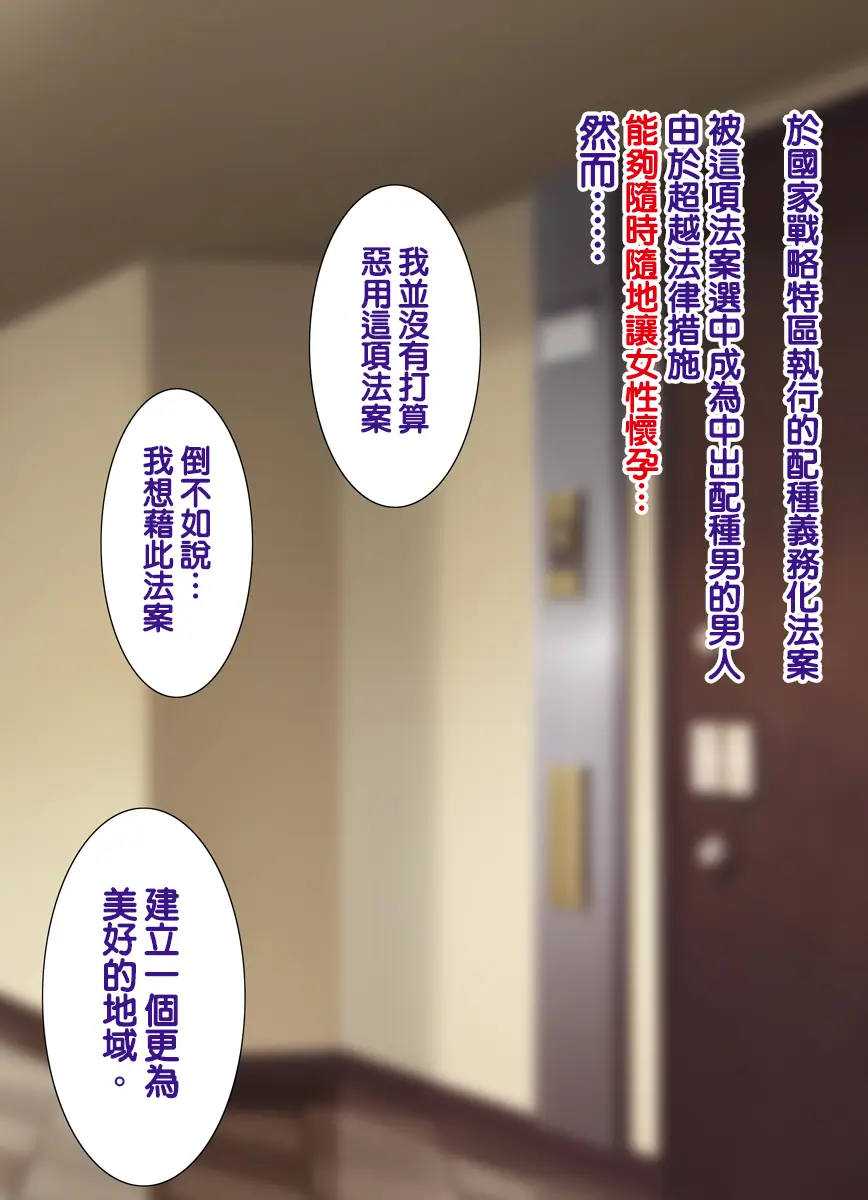 於國家戰略特區執行的配種義務化法案
被這項法案選中成為中出配種男的男人
由於超越法律措施
能夠隨時隨地讓女性懷孕…
然而……
我並沒有打算
惡用這項法案
倒不如說…
我想藉此法案
建立一個更為
美好的地域。